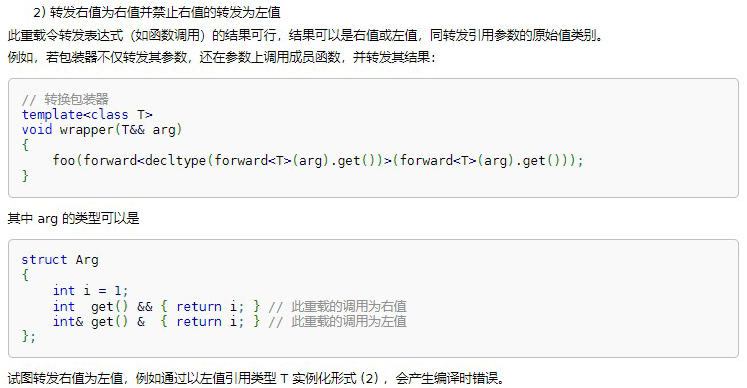 2) 转发右值为右值并禁止右值的转发为左值
此重载令转发表达式（如函数调用）的结果可行，结果可以是右值或左值，同转发引用参数的原始值类别。
例如，若包装器不仅转发其参数，还在参数上调用成员函数，并转发其结果：
// 转换包装器
template<class T>
void wrapper(T&& arg)
{
    foo(forward<decltype(forward<T>(arg).get())>(forward<T>(arg).get()));
}
其中 arg 的类型可以是
struct Arg
{
    int i = 1;
    int  get() && { return i; } // 此重载的调用为右值
    int& get() &  { return i; } // 此重载的调用为左值
};
试图转发右值为左值，例如通过以左值引用类型 T 实例化形式 (2) ，会产生编译时错误。